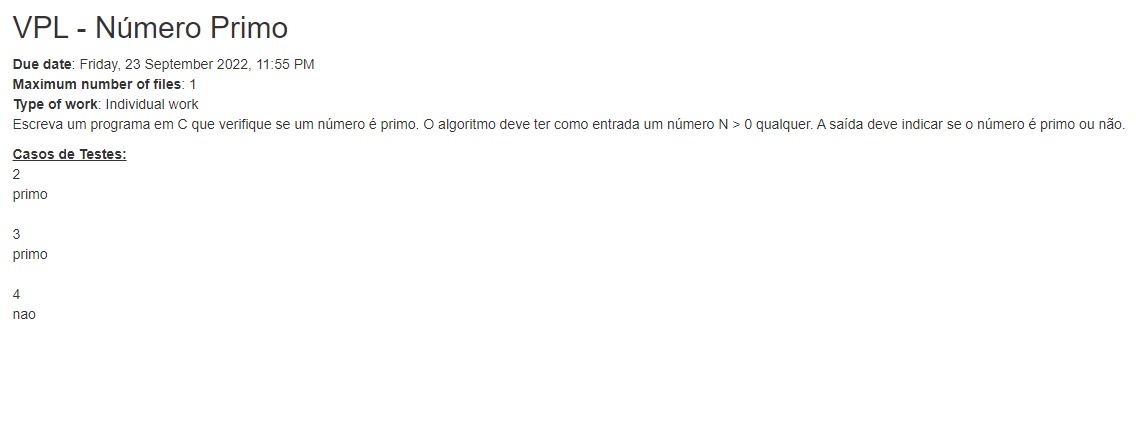 VPL - Número Primo
Due date: Friday, 23 September 2022, 11:55 PM
Maximum number of files: 1
Type of work: Individual work
Escreva um programa em C que verifique se um número é primo. O algoritmo deve ter como entrada um número N > 0 qualquer. A saída deve indicar se o número é primo ou não.
Casos de Testes:
2
primo
3
primo
4
nao